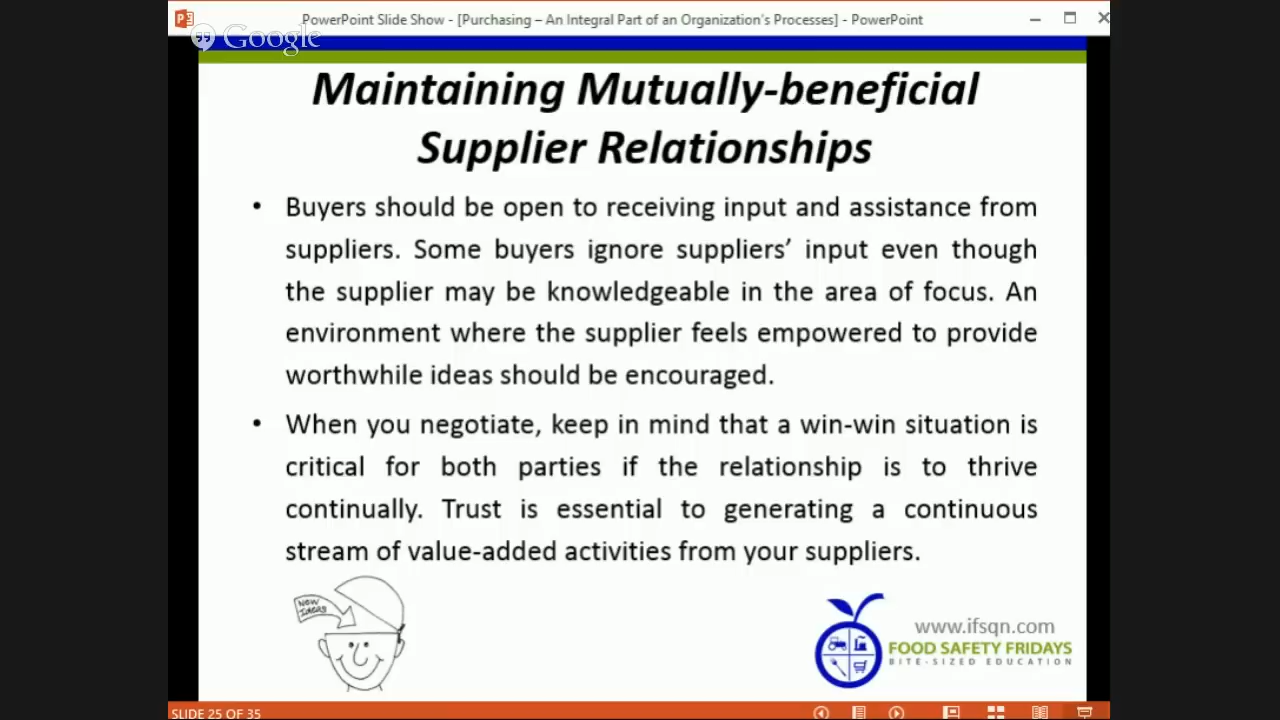 PowerPoint Slide Show - [Purchasing – An Integral Part of an Organization's Processes] - PowerPoint
Google
Maintaining Mutually-beneficial
Supplier Relationships
• Buyers should be open to receiving input and assistance from
suppliers. Some buyers ignore suppliers’ input even though
the supplier may be knowledgeable in the area of focus. An
environment where the supplier feels empowered to provide
worthwhile ideas should be encouraged.
• When you negotiate, keep in mind that a win-win situation is
critical for both parties if the relationship is to thrive
continually. Trust is essential to generating a continuous
stream of value-added activities from your suppliers.
NEW
IDEAS
www.ifsqn.com
FOOD SAFETY FRIDAYS
BITE-SIZED EDUCATION
SLIDE 25 OF 35